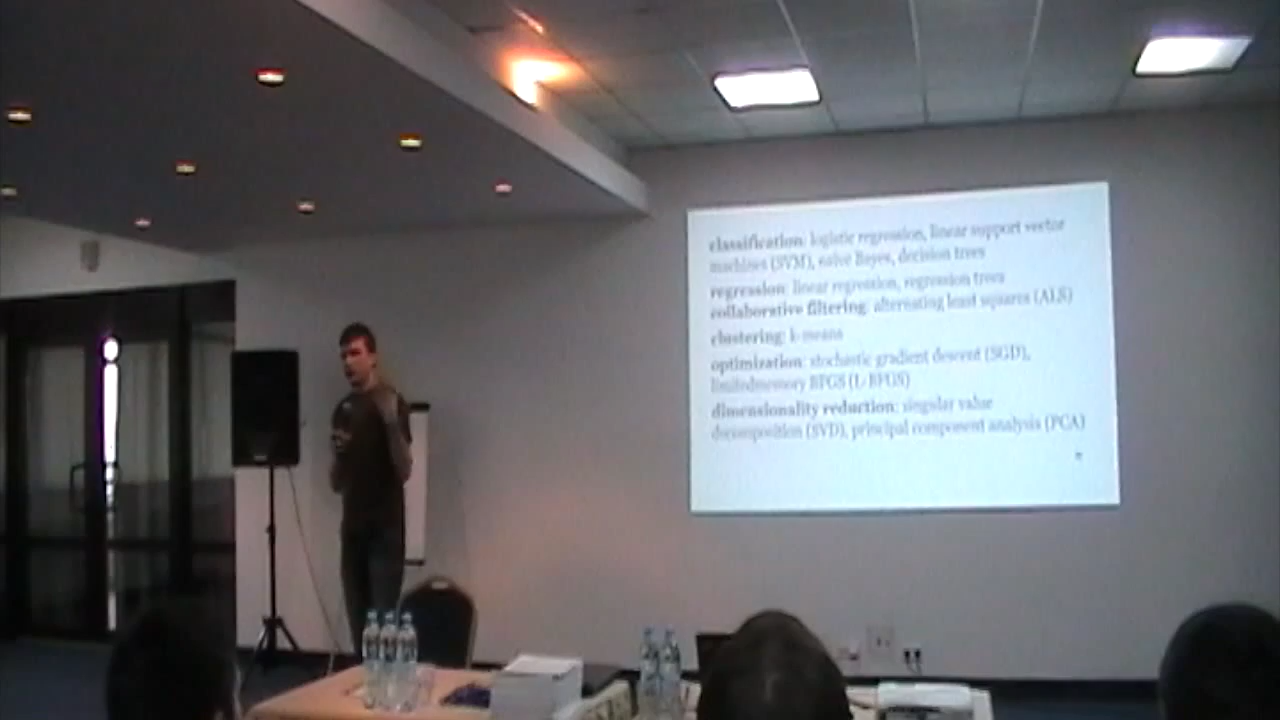 classification: logistic regression, linear support vector
machines (SVM), naive Bayes, decision trees
regression: linear regression, regression trees
collaborative filtering: alternating least squares (ALS)
clustering: k-means
optimization: stochastic gradient descent (SGD),
limitedmemory BFGS (L-BFGS)
dimensionality reduction: singular value
decomposition (SVD), principal component analysis (PCA)